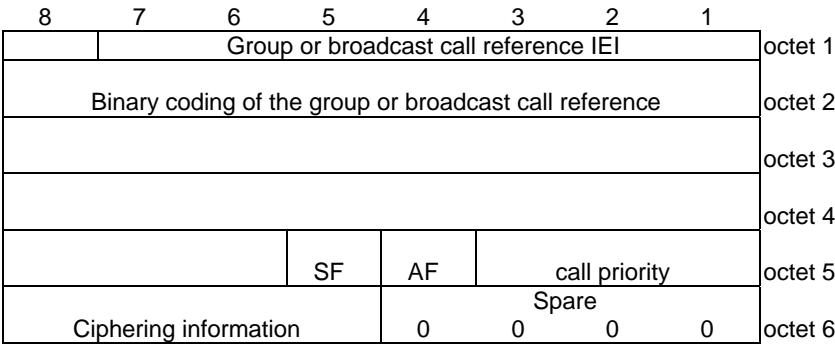 8 7 6 5 4 3 2 1
Group or broadcast call reference IEI octet 1
Binary coding of the group or broadcast call reference octet 2
octet 3
octet 4
SF AF call priority octet 5
Spare
Ciphering information 0 0 0 0 octet 6